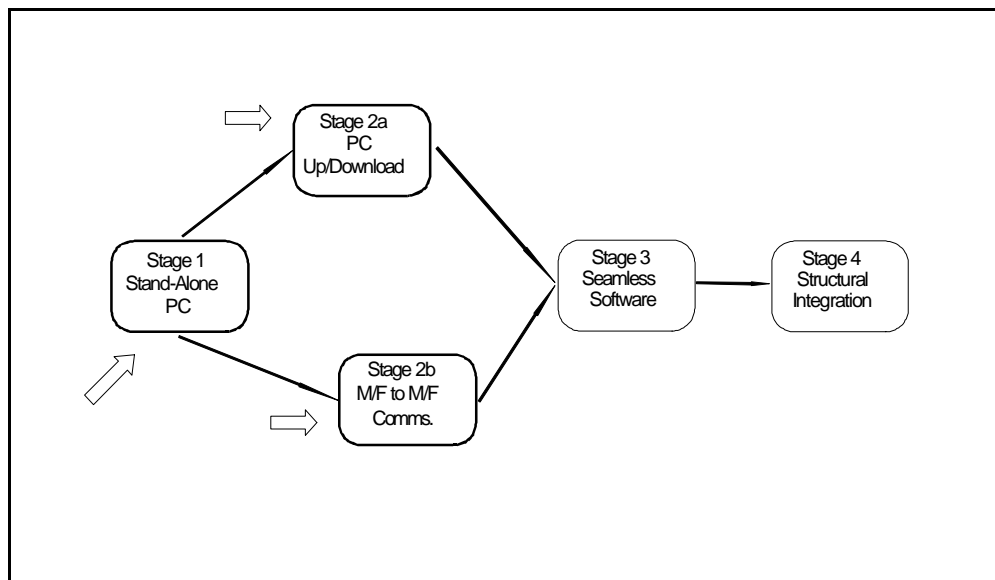 Stage 1
Stand-Alone
PC
Stage 2a
PC
Up/Download
Stage 2b
M/F to M/F
Comms.
Stage 3
Seamless
Software
Stage 4
Structural
Integration